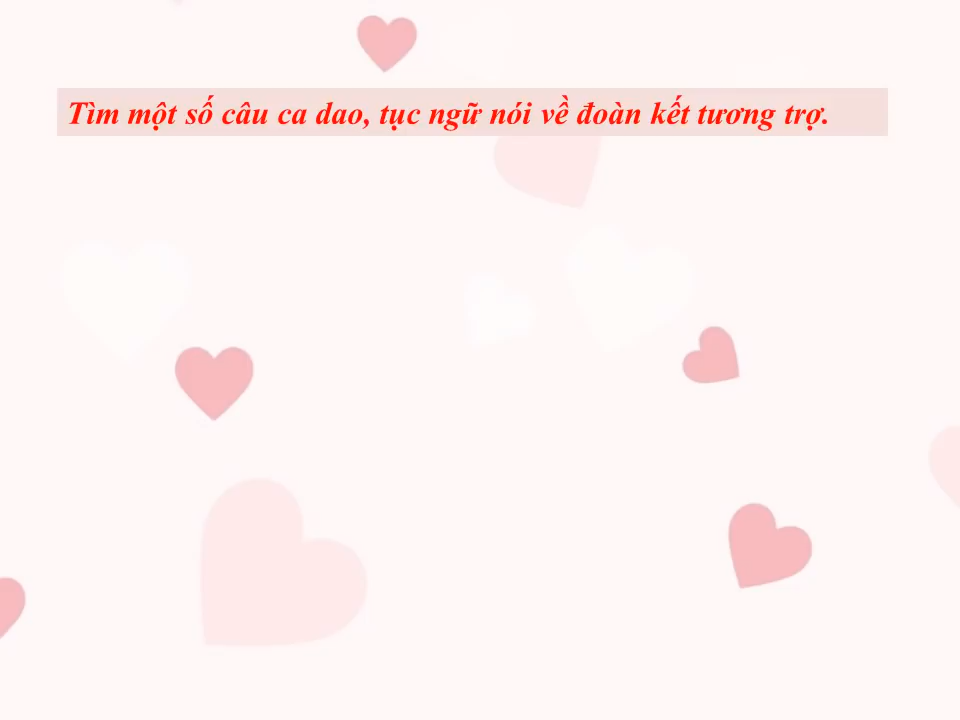 Tìm một số câu ca dao, tục ngữ nói về đoàn kết tương trợ.